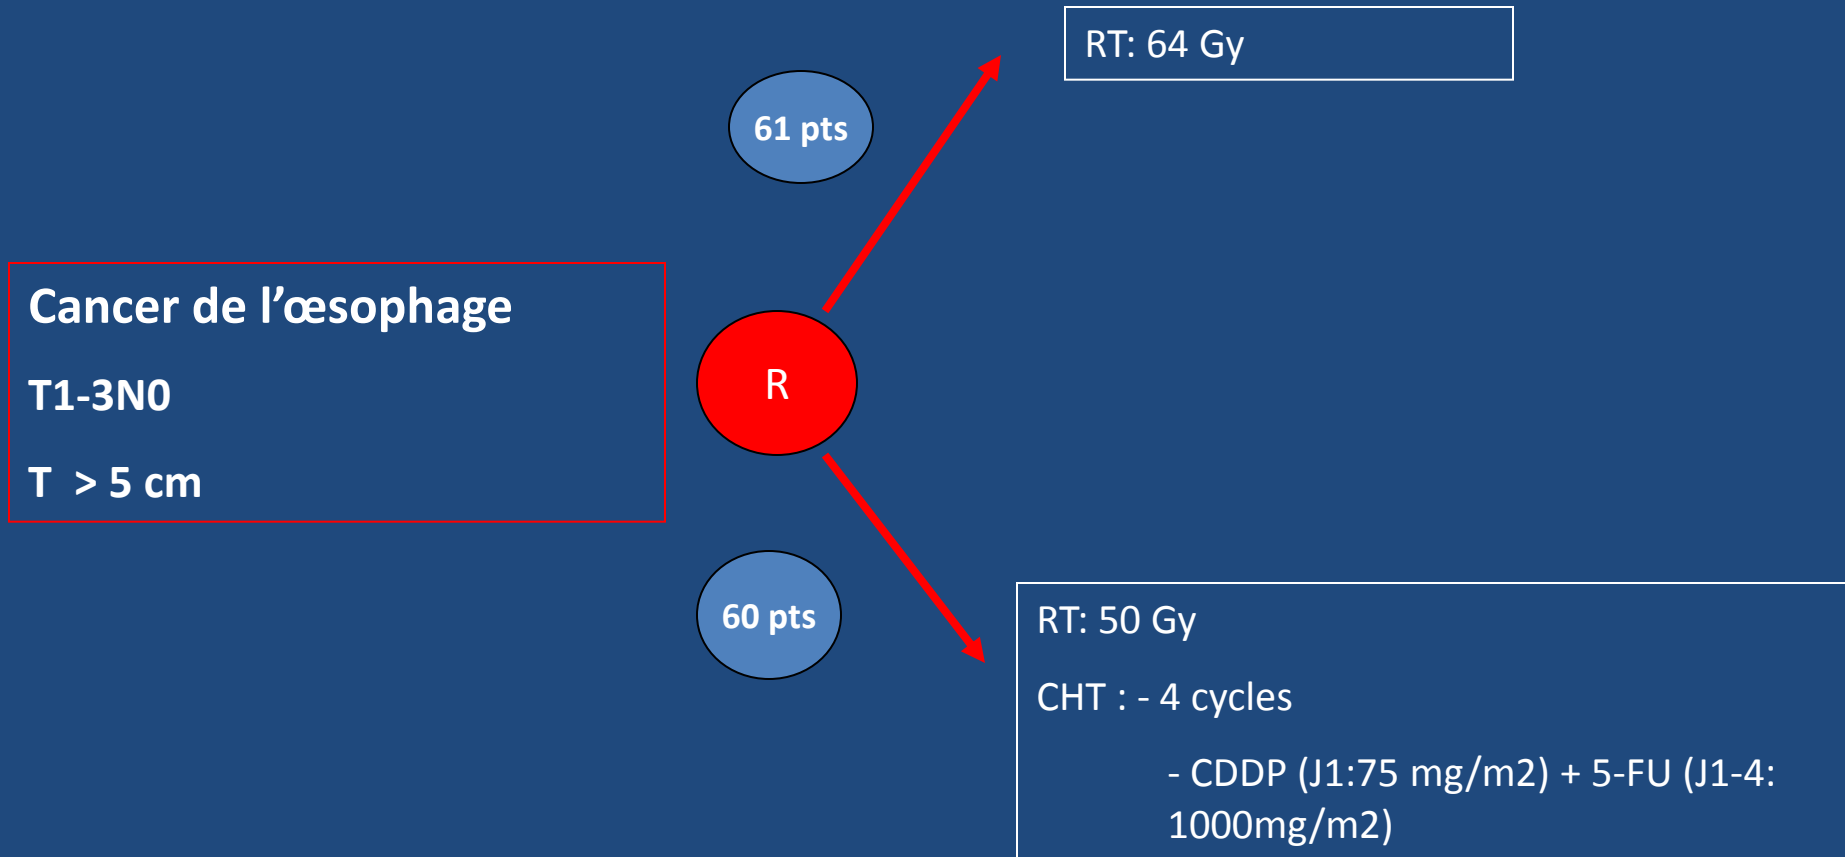 RT: 64 Gy
61 pts
Cancer de l’œsophage
T1-3N0
T  > 5 cm
R
60 pts
RT: 50 Gy
CHT : - 4 cycles
- CDDP (J1:75 mg/m2) + 5-FU (J1-4:
1000mg/m2)